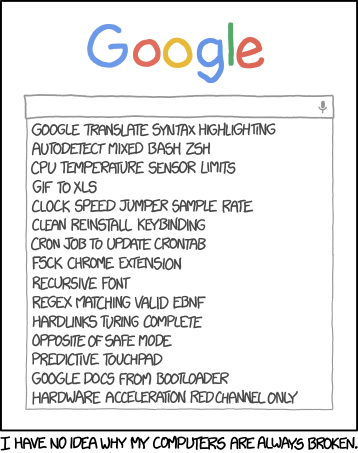 Google
GOOGLE TRANSLATE SYNTAX HIGHLIGHTING
AUTODETECT MIXED BASH ZSH
CPU TEMPERATURE SENSOR LIMITS
GIF TO XLS
CLOCK SPEED JUMPER SAMPLE RATE
CLEAN REINSTALL KEYBINDING
CRON JOB TO UPDATE CRONTAB
FSCK CHROME EXTENSION
RECURSIVE FONT
REGEX MATCHING VALID EBNF
HARDLINKS TURING COMPLETE
OPPOSITE OF SAFE MODE
PREDICTIVE TOUCHPAD
GOOGLE DOCS FROM BOOTLOADER
HARDWARE ACCELERATION RED CHANNEL ONLY
I HAVE NO IDEA WHY MY COMPUTERS ARE ALWAYS BROKEN.